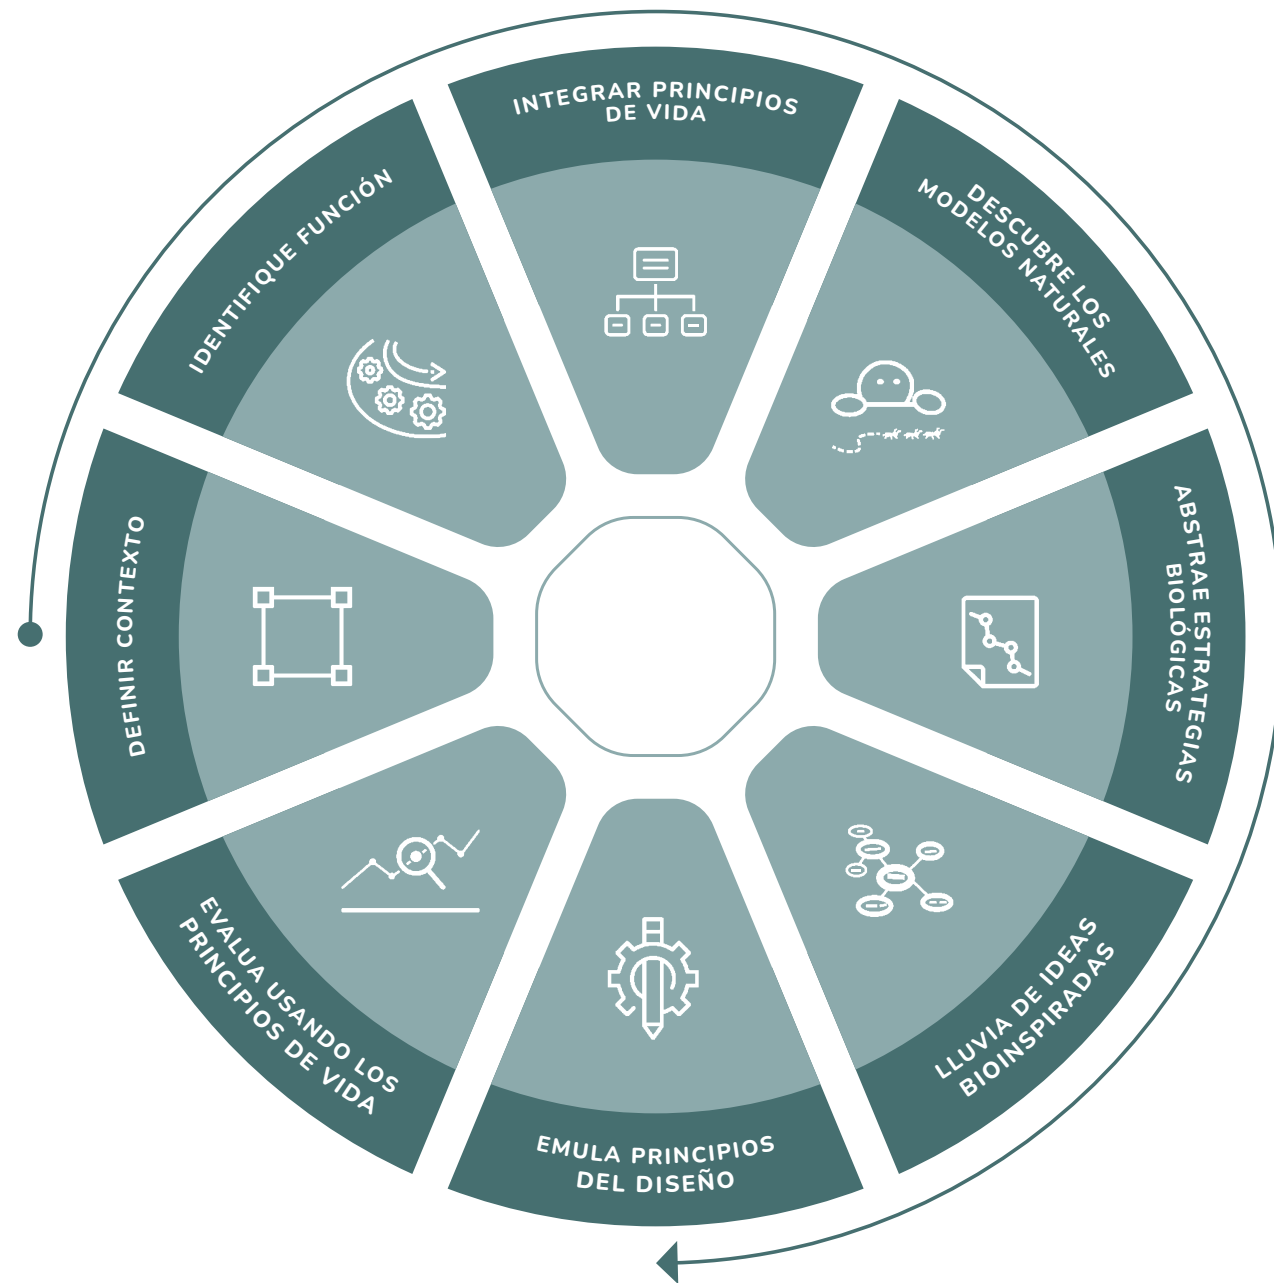 INTEGRAR PRINCIPIOS
DE VIDA
DESCUBRE LOS
MODELOS NATURALES
ABSTRAE ESTRATEGIAS
BIOLÓGICAS
LLUVIA DE IDEAS
BIOINSPIRADAS
EMULA PRINCIPIOS
DEL DISEÑO
EVALUA USANDO LOS
PRINCIPIOS DE VIDA
DEFINIR CONTEXTO
IDENTIFIQUE FUNCIÓN